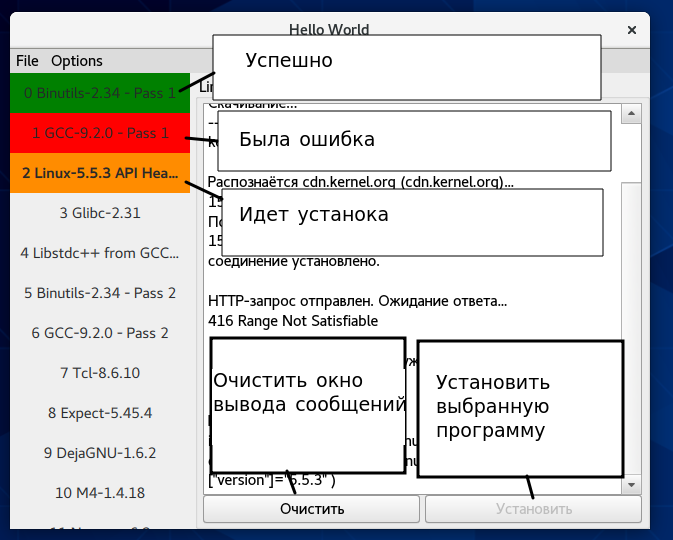 Hello World
File Options
0 Binutils-2.34 - Pass 1
1 GCC-9.2.0 - Pass 1
2 Linux-5.5.3 API Hea...
3 Glibc-2.31
4 Libstdc++ from GCC...
5 Binutils-2.34 - Pass 2
6 GCC-9.2.0 - Pass 2
7 Tcl-8.6.10
8 Expect-5.45.4
9 DejaGNU-1.6.2
10 M4-1.4.18
Успешно
Скачивание...
Была ошибка
Распознаётся cdn.kernel.org (cdn.kernel.org)...
Идет устанока
соединение установлено.
HTTP-запрос отправлен. Ожидание ответа...
416 Range Not Satisfiable
Очистить окно
вывода сообщений
Установить
выбранную
программу
["version"]="5.5.3" )
Очистить
Установить